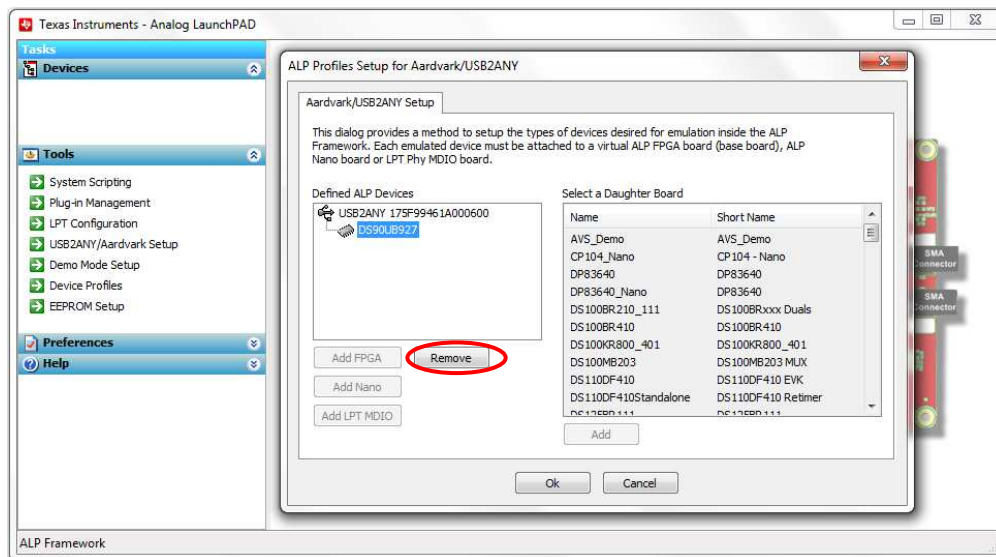 Texas Instruments - Analog LaunchPAD
Tasks
Devices
Tools
System Scripting
Plug-in Management
LPT Configuration
USB2ANY/Aardvark Setup
Demo Mode Setup
Device Profiles
EEPROM Setup
Preferences
Help
ALP Profiles Setup for Aardvark/USB2ANY
Aardvark/USB2ANY Setup
This dialog provides a method to setup the types of devices desired for emulation inside the ALP
Framework. Each emulated device must be attached to a virtual ALP FPGA board (base board), ALP
Nano board or LPT Phy MDIO board.
Defined ALP Devices
USB2ANY 175F99461A000600
DS90UB927
Add FPGA Remove
Add Nano
Add LPT MDIO
Select a Daughter Board
Name Short Name
AVS_Demo AVS_Demo
CP104_Nano CP104 - Nano
DP83640 DP83640
DP83640_Nano DP83640
DS100BR210_111 DS100BRxxx Duals
DS100BR410 DS100BR410
DS100KR800_401 DS100KR800_401
DS100MB203 DS100MB203 MUX
DS110DF410 DS110DF410 EVK
DS110DF410Standalone DS110DF410 Retimer
Add
Ok Cancel
SMA
Connector
SMA
Connector
ALP Framework